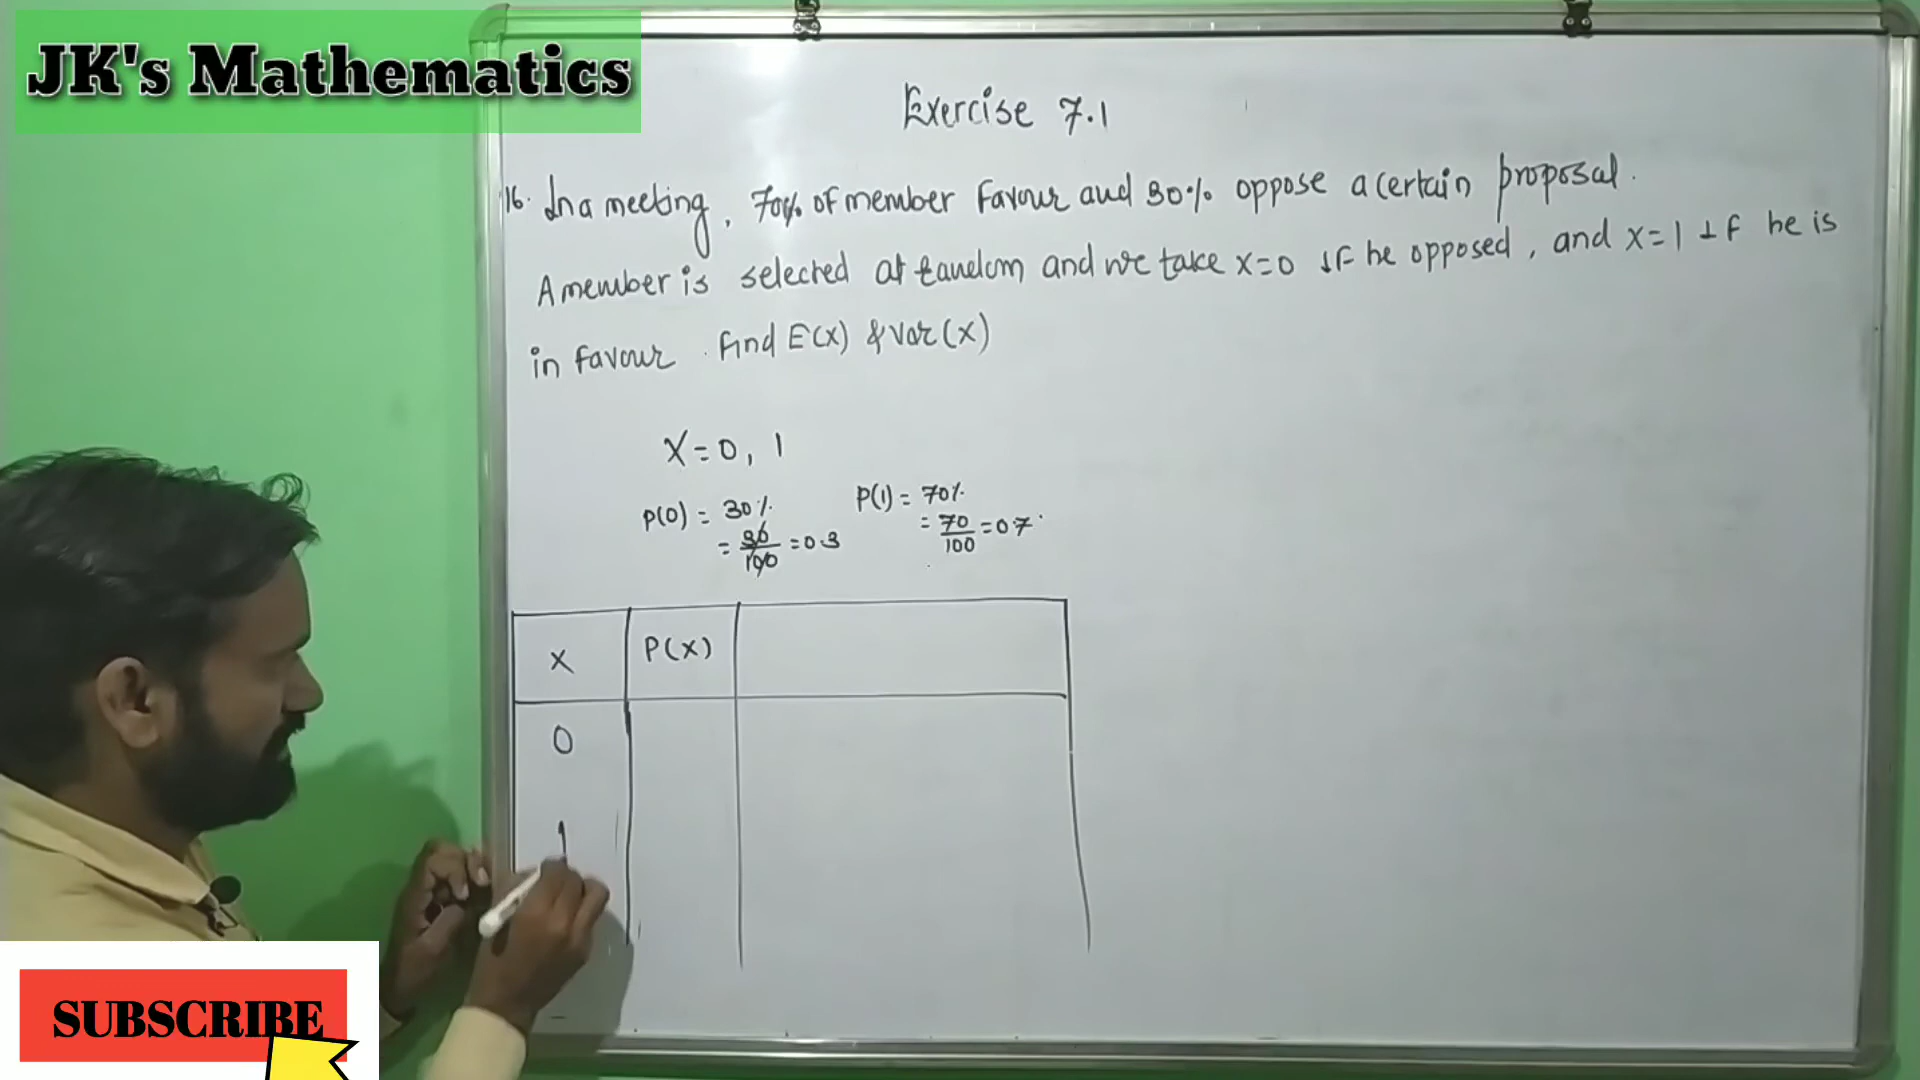 JK's Mathematics
Exercise 7.1
16. In a meeting, 70% of member favour and 30% oppose a certain proposal.
A member is selected at random and we take x=0 if he opposed, and x=1 if he is
in favour. Find E(x) & var(x)
X=0, 1
P(0) = 30% P(1) = 70%
= 30/100 = 0.3 = 70/100 = 0.7
X P(X)
0
1
SUBSCRIBE